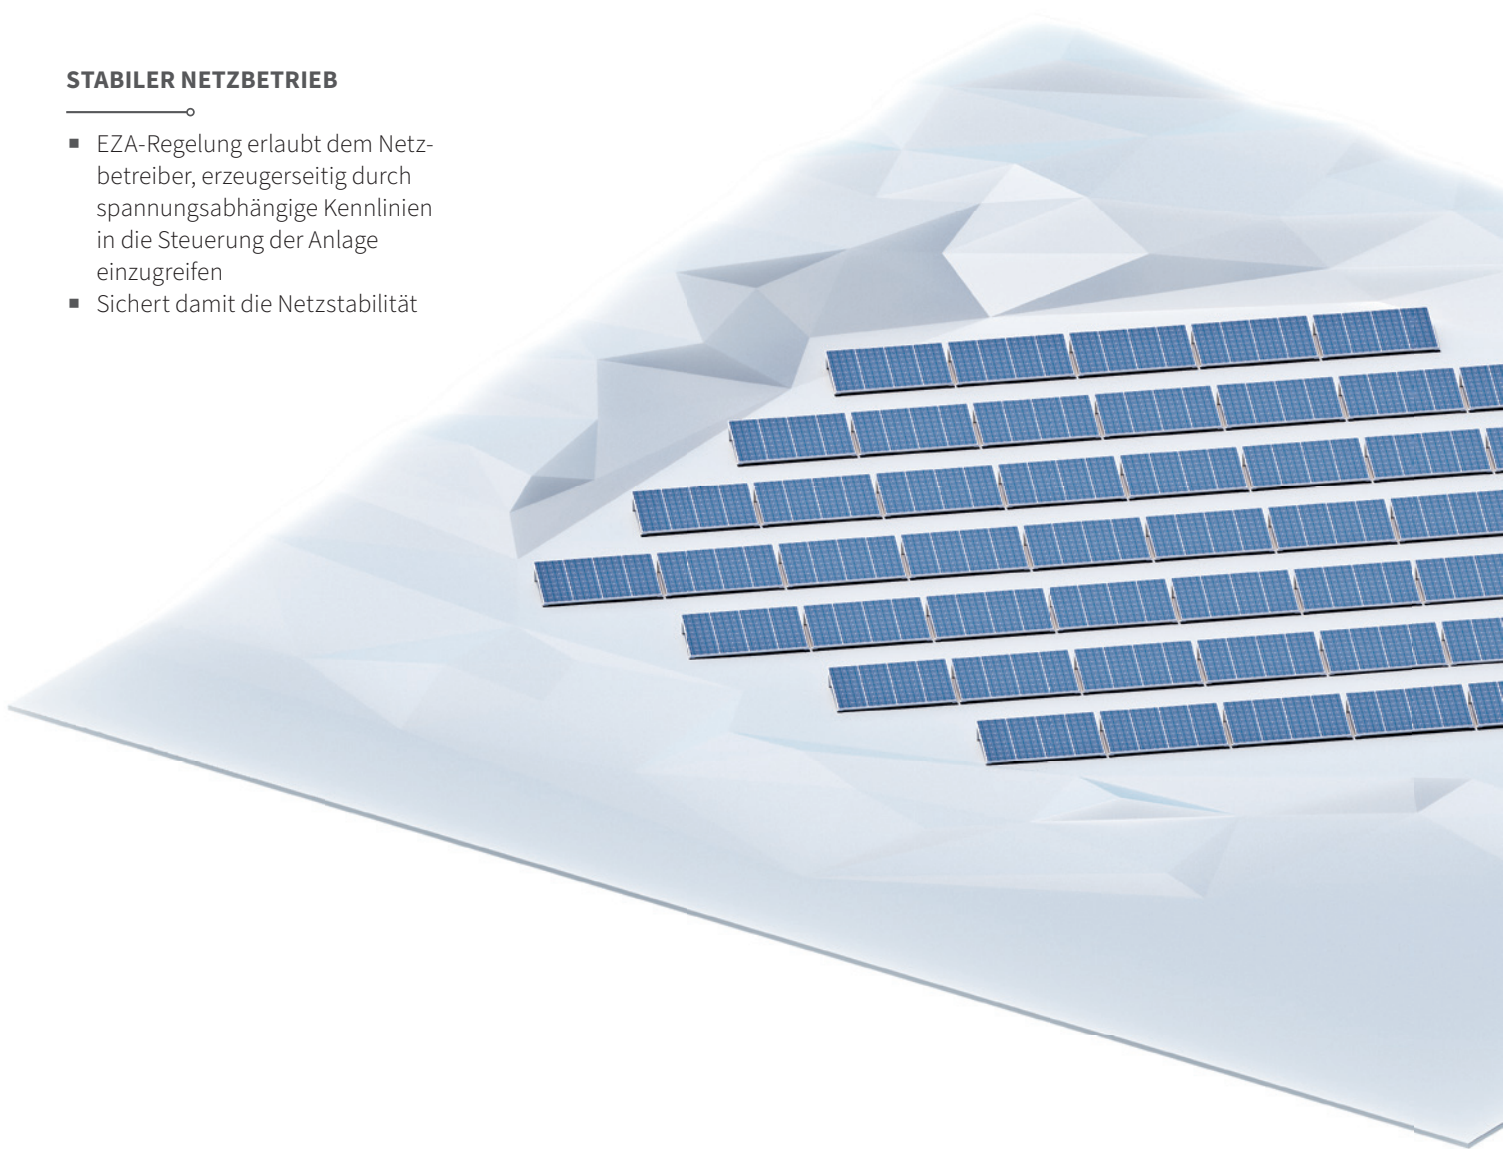 STABILER NETZBETRIEB
▪ EZA-Regelung erlaubt dem Netz-
betreiber, erzeugerseitig durch
spannungsabhängige Kennlinien
in die Steuerung der Anlage
einzugreifen
▪ Sichert damit die Netzstabilität